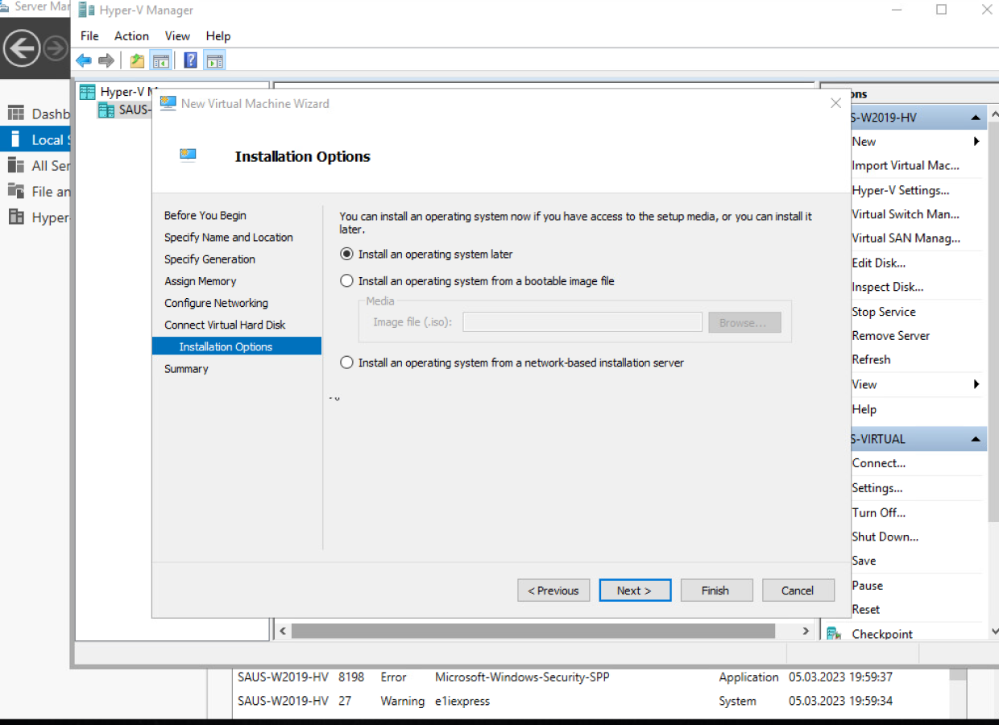 Server Mar
Hyper-V Manager
File Action View Help
Dashb
Local S
All Ser
File an
Hyper-
Hyper-V M
SAUS-
New Virtual Machine Wizard
Installation Options
Before You Begin
Specify Name and Location
Specify Generation
Assign Memory
Configure Networking
Connect Virtual Hard Disk
Installation Options
Summary
You can install an operating system now if you have access to the setup media, or you can install it
later.
Install an operating system later
Install an operating system from a bootable image file
Media
Image file (.iso):
Browse...
Install an operating system from a network-based installation server
< Previous
Next >
Finish
Cancel
ons
S-W2019-HV
New
Import Virtual Mac...
Hyper-V Settings...
Virtual Switch Man...
Virtual SAN Manag...
Edit Disk...
Inspect Disk...
Stop Service
Remove Server
Refresh
View
Help
S-VIRTUAL
Connect...
Settings...
Turn Off...
Shut Down...
Save
Pause
Reset
Checkpoint
SAUS-W2019-HV 8198 Error Microsoft-Windows-Security-SPP Application 05.03.2023 19:59:37
SAUS-W2019-HV 27 Warning e1iexpress System 05.03.2023 19:59:34